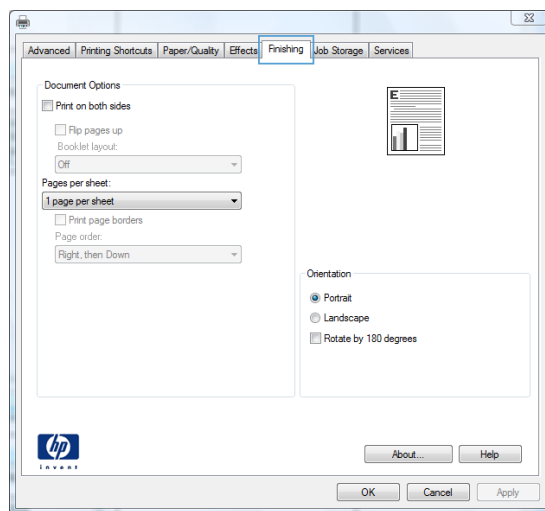 Advanced Printing Shortcuts Paper/Quality Effects Finishing Job Storage Services
Document Options
Print on both sides
Flip pages up
Booklet layout:
Off
Pages per sheet:
1 page per sheet
Print page borders
Page order:
Right, then Down
E
Orientation
Portrait
Landscape
Rotate by 180 degrees
hp
invent
About... Help
OK Cancel Apply